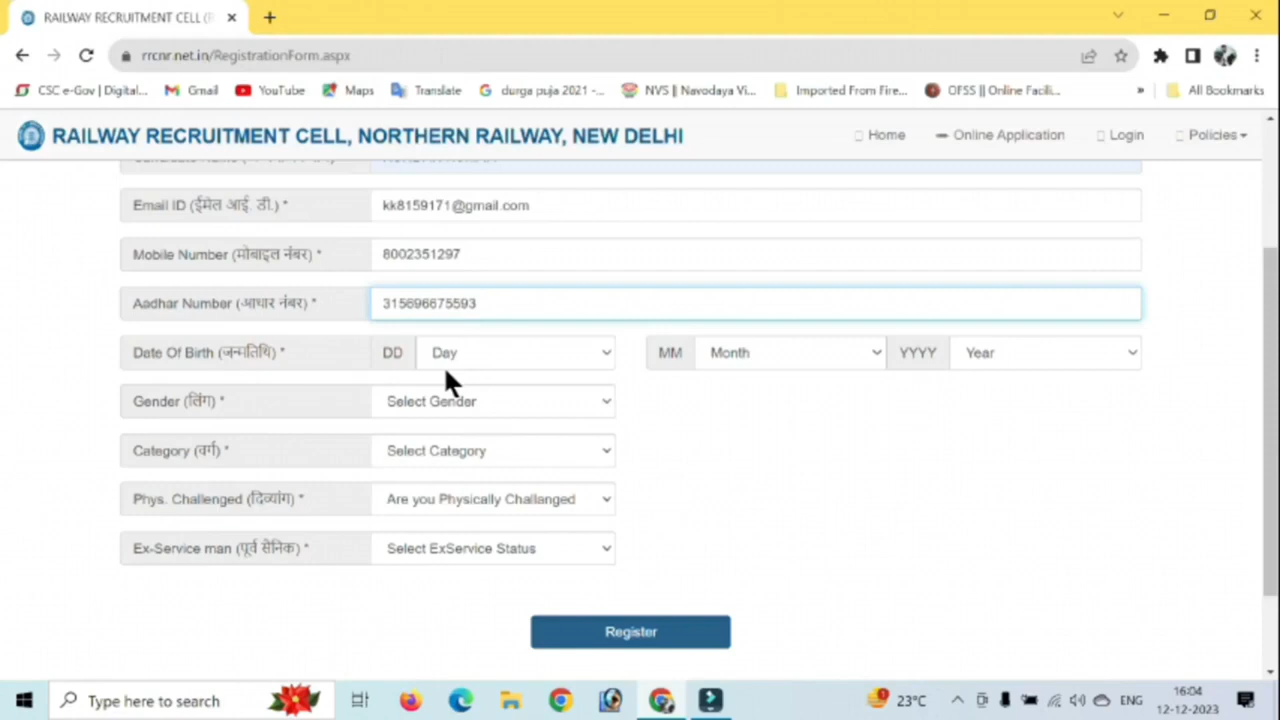 RAILWAY RECRUITMENT CELL (
rrcnr.net.in/RegistrationForm.aspx
CSC e-Gov | Digital... Gmail YouTube Maps Translate durga puja 2021 -... NVS || Navodaya Vi... Imported From Fire... OFSS || Online Facili... » All Bookmarks
RAILWAY RECRUITMENT CELL, NORTHERN RAILWAY, NEW DELHI Home Online Application Login Policies
Email ID (ईमेल आई. डी.) * kk8159171@gmail.com
Mobile Number (मोबाइल नंबर) * 8002351297
Aadhar Number (आधार नंबर) * 315696675593
Date Of Birth (जन्मतिथि) * DD Day MM Month YYYY Year
Gender (लिंग) * Select Gender
Category (वर्ग) * Select Category
Phys. Challenged (दिव्यांग) * Are you Physically Challanged
Ex-Service man (पूर्व सैनिक) * Select ExService Status
Register
Type here to search 23°C ENG 16:04
12-12-2023